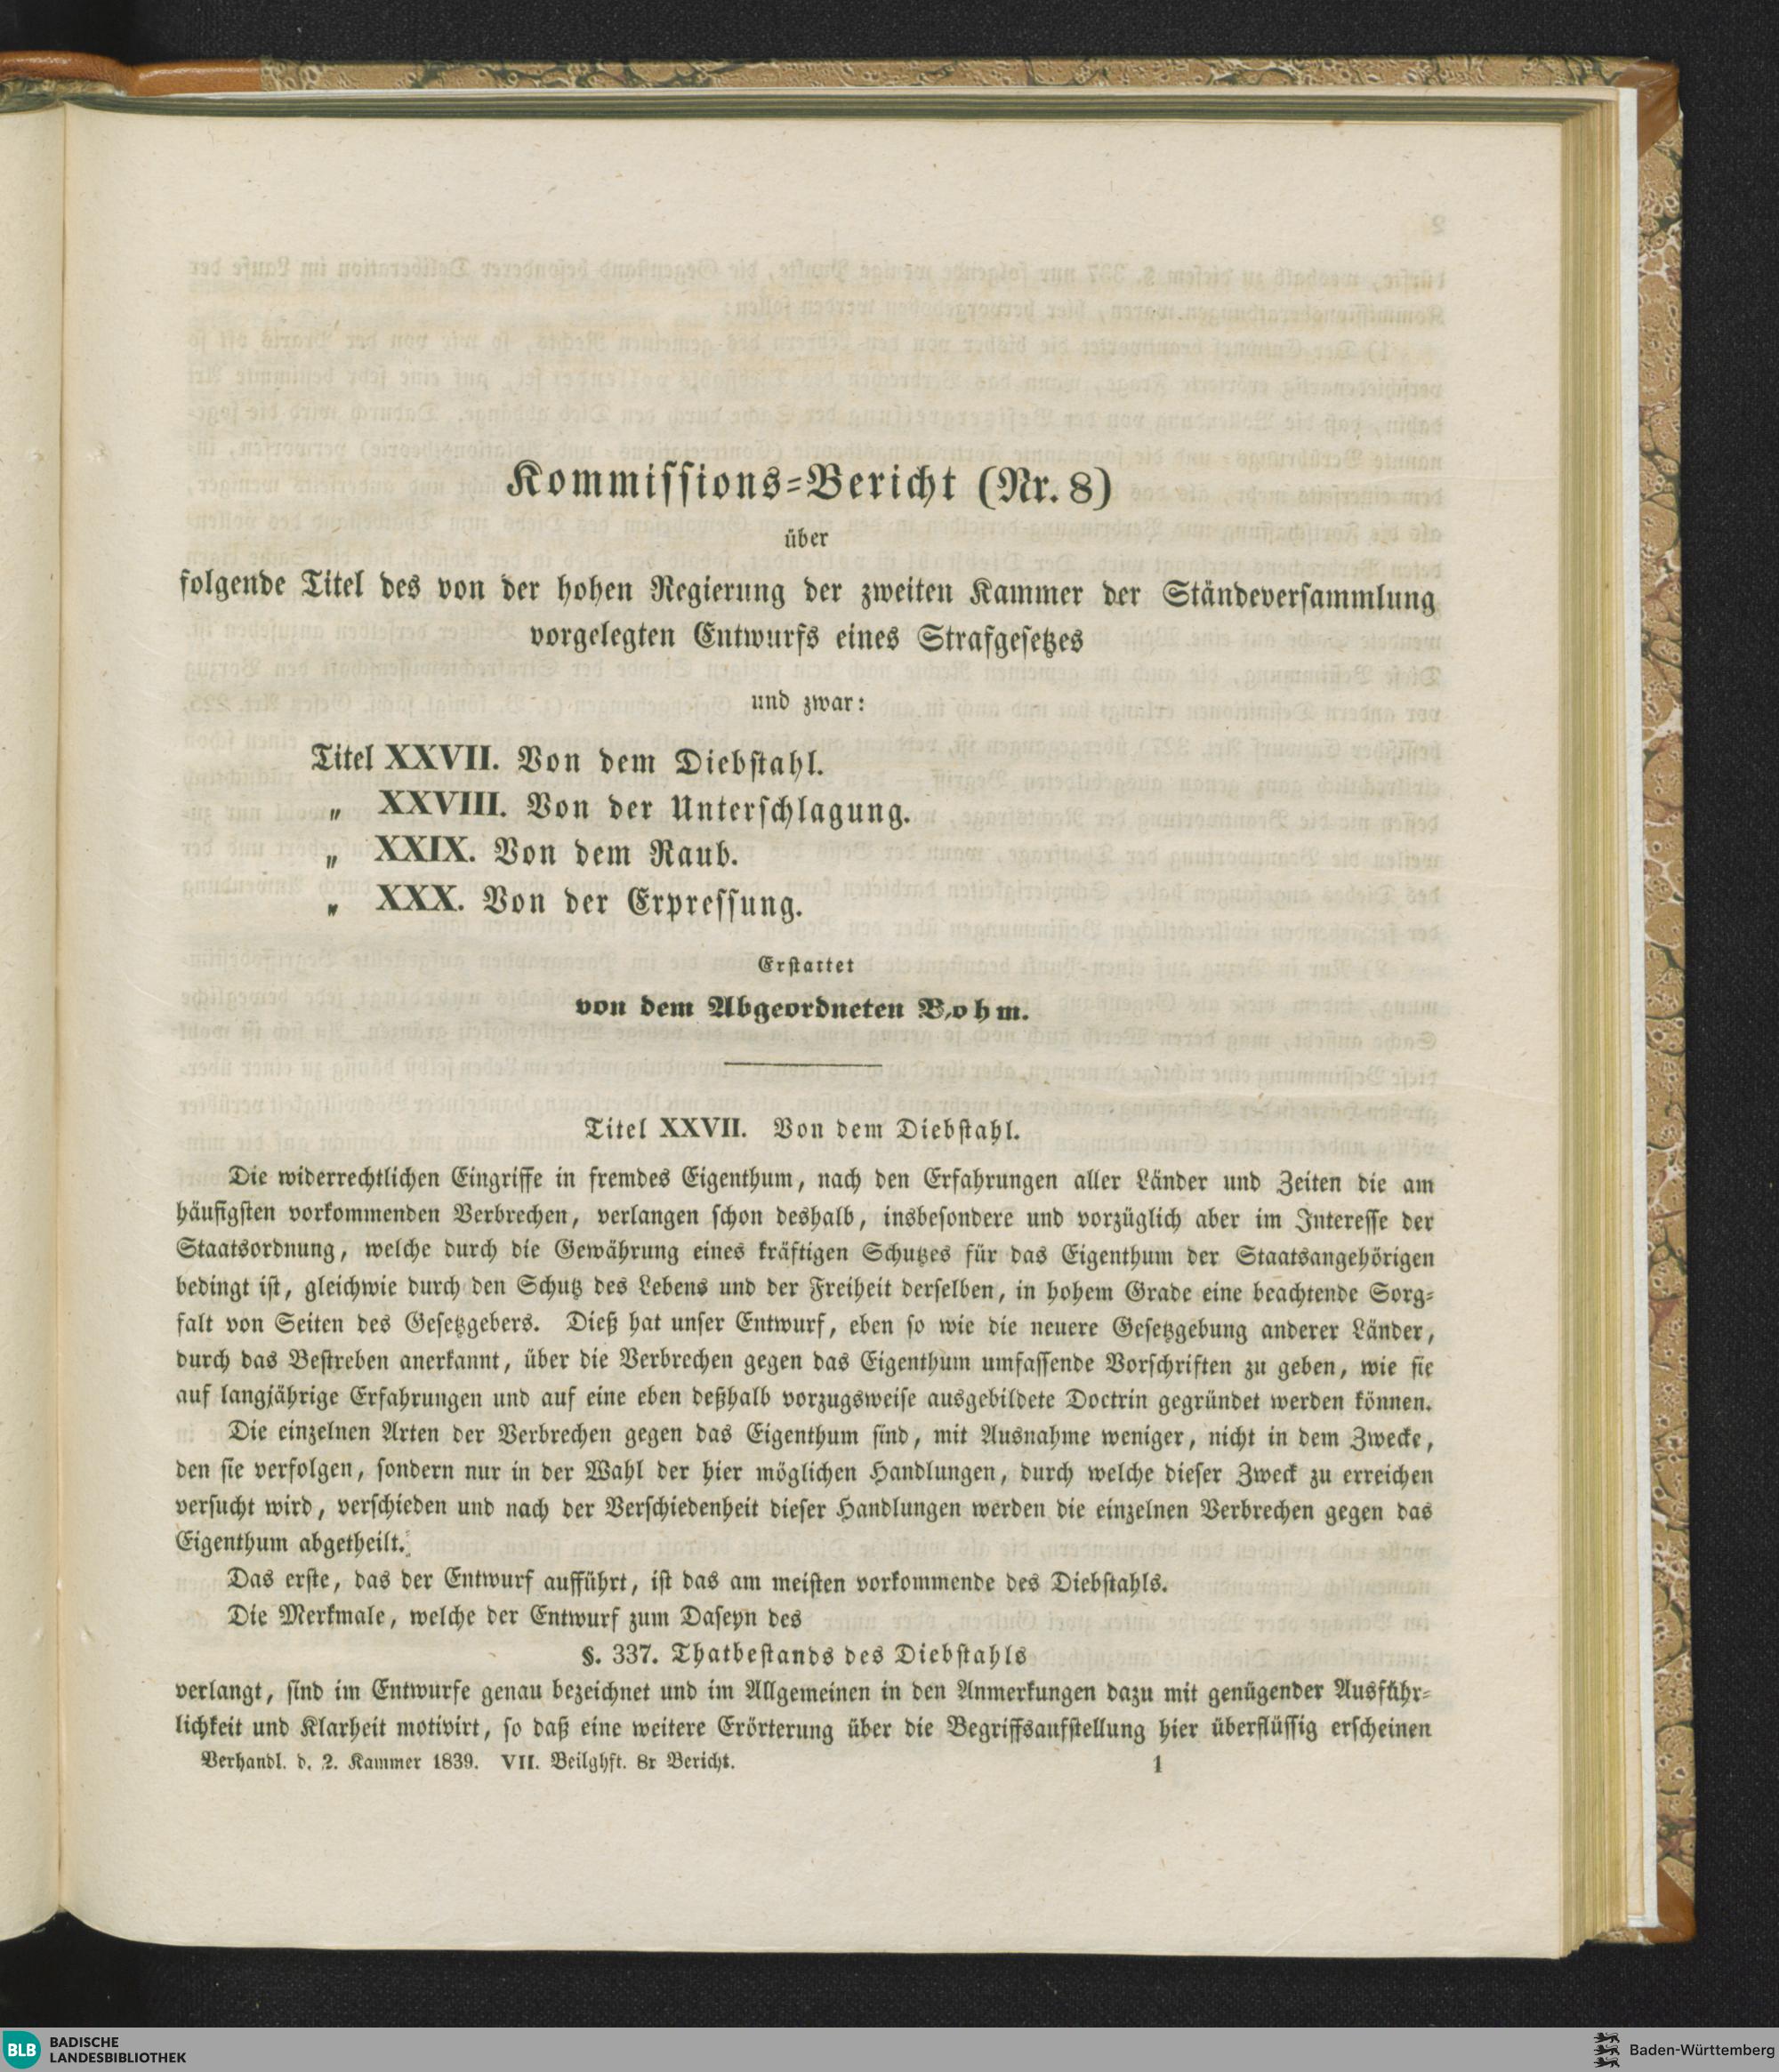 Kommissions=Bericht (Nr. 8)
über
folgende Titel des von der hohen Regierung der zweiten Kammer der Ständeversammlung
vorgelegten Entwurfs eines Strafgesetzes
und zwar:
Titel XXVII. Von dem Diebstahl.
„ XXVIII. Von der Unterschlagung.
„ XXIX. Von dem Raub.
„ XXX. Von der Erpressung.
Erstattet
von dem Abgeordneten Bohm.
Titel XXVII. Von dem Diebstahl.
Die widerrechtlichen Eingriffe in fremdes Eigenthum, nach den Erfahrungen aller Länder und Zeiten die am
häufigsten vorkommenden Verbrechen, verlangen schon deshalb, insbesondere und vorzüglich aber im Interesse der
Staatsordnung, welche durch die Gewährung eines kräftigen Schutzes für das Eigenthum der Staatsangehörigen
bedingt ist, gleichwie durch den Schutz des Lebens und der Freiheit derselben, in hohem Grade eine beachtende Sorg=
falt von Seiten des Gesetzgebers. Dieß hat unser Entwurf, eben so wie die neuere Gesetzgebung anderer Länder,
durch das Bestreben anerkannt, über die Verbrechen gegen das Eigenthum umfassende Vorschriften zu geben, wie sie
auf langjährige Erfahrungen und auf eine eben deßhalb vorzugsweise ausgebildete Doctrin gegründet werden können.
Die einzelnen Arten der Verbrechen gegen das Eigenthum sind, mit Ausnahme weniger, nicht in dem Zwecke,
den sie verfolgen, sondern nur in der Wahl der hier möglichen Handlungen, durch welche dieser Zweck zu erreichen
versucht wird, verschieden und nach der Verschiedenheit dieser Handlungen werden die einzelnen Verbrechen gegen das
Eigenthum abgetheilt.
Das erste, das der Entwurf aufführt, ist das am meisten vorkommende des Diebstahls.
Die Merkmale, welche der Entwurf zum Daseyn des
§. 337. Thatbestands des Diebstahls
verlangt, sind im Entwurfe genau bezeichnet und im Allgemeinen in den Anmerkungen dazu mit genügender Ausführ=
lichkeit und Klarheit motivirt, so daß eine weitere Erörterung über die Begriffsaufstellung hier überflüssig erscheinen
Verhandl. d. 2. Kammer 1839. VII. Beilghft. 8r Bericht. 1
BLB BADISCHE
LANDESBIBLIOTHEK
Baden-Württemberg